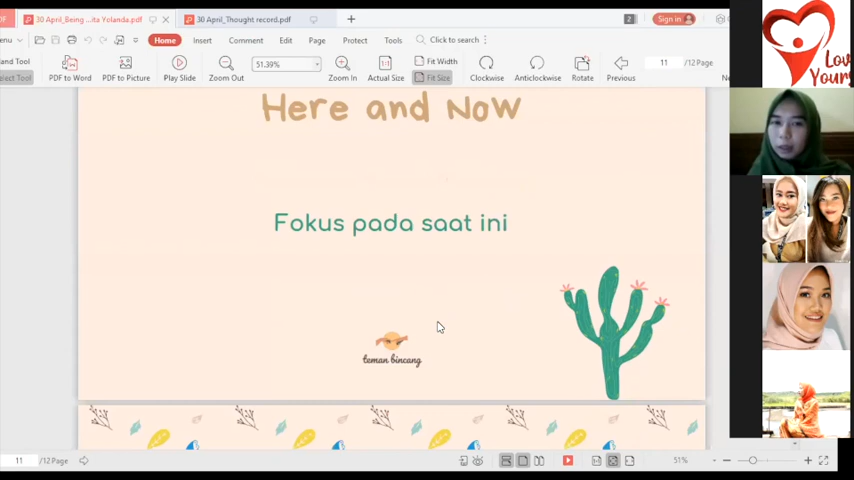 30 April_Being ...ita Yolanda.pdf
30 April_Thought record.pdf
2
Sign in
Home
Insert
Comment
Edit
Page
Protect
Tools
Click to search
PDF to Word
PDF to Picture
Play Slide
Zoom Out
51.39%
Zoom In
Actual Size
Fit Width
Fit Size
Clockwise
Anticlockwise
Rotate
Previous
11
/12 Page
Here and Now
Fokus pada saat ini
teman bincang
11
/12 Page
51%